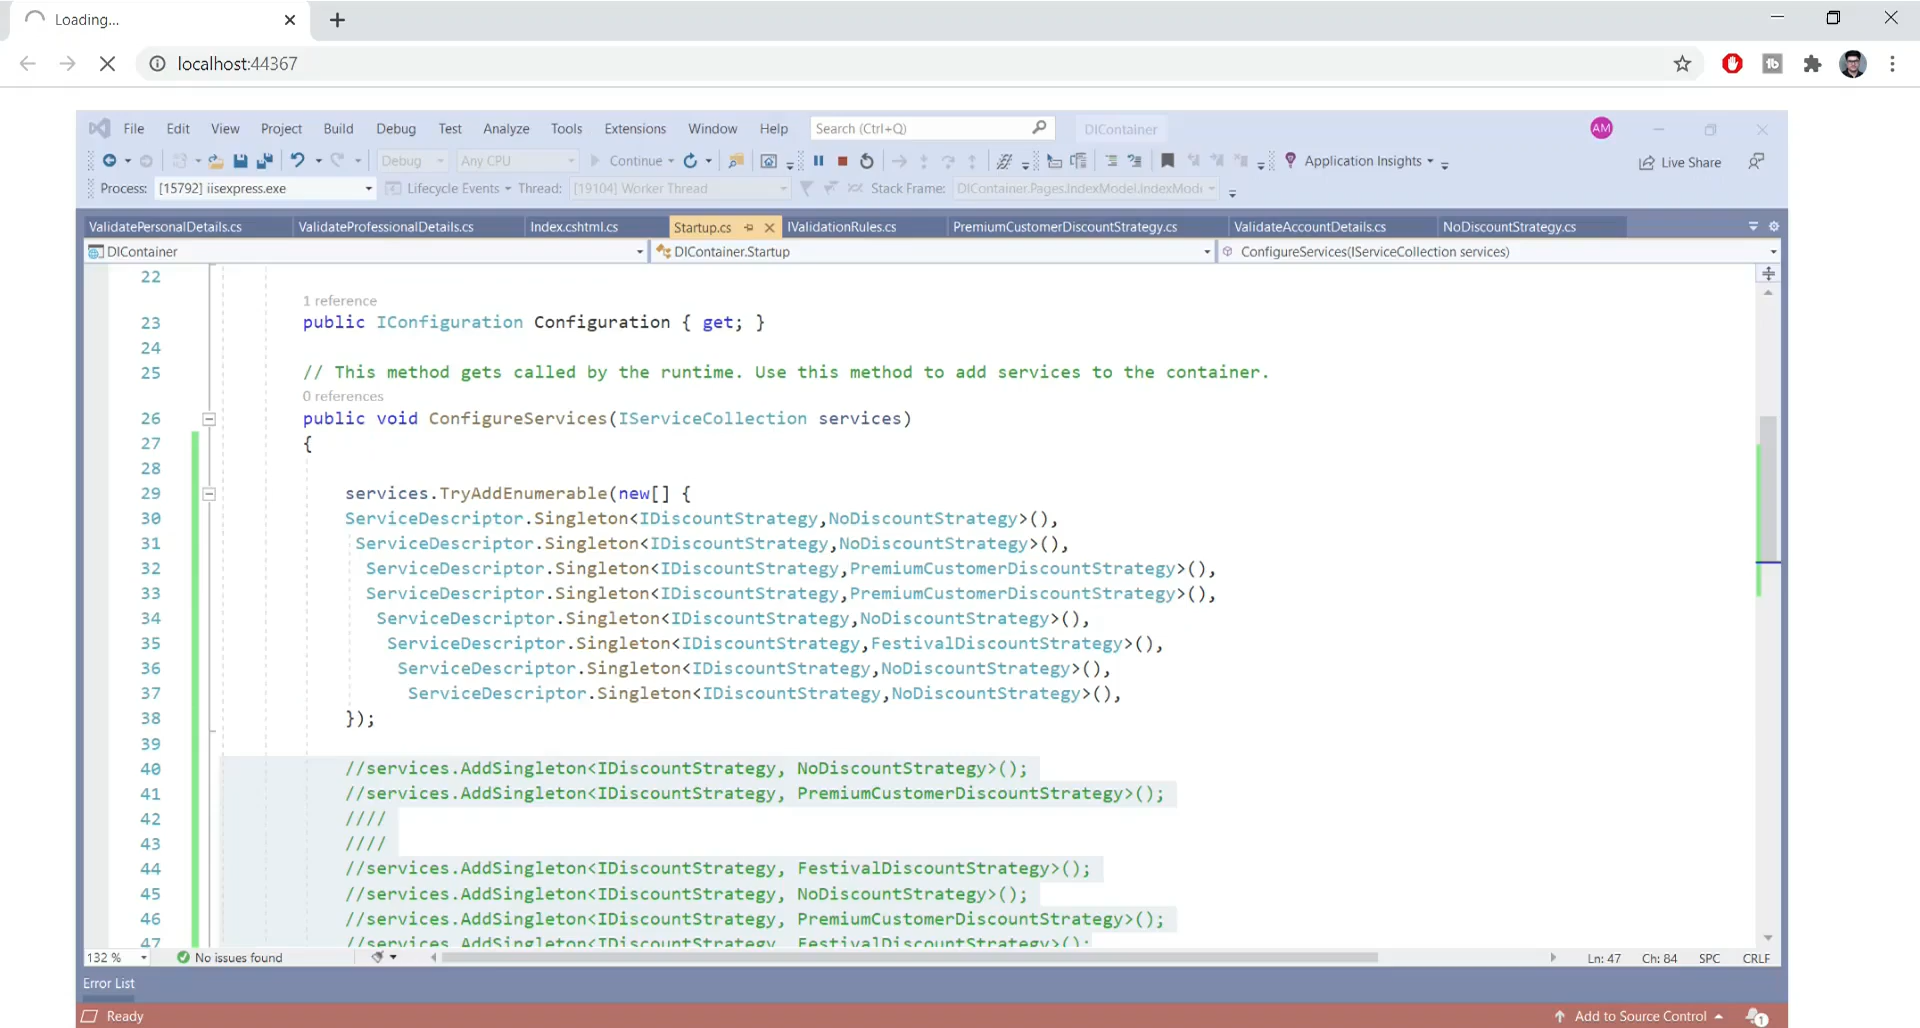 Loading...
localhost:44367
File Edit View Project Build Debug Test Analyze Tools Extensions Window Help Search (Ctrl+Q) DIContainer AM
Debug Any CPU Continue Application Insights Live Share
Process: [15792] iisexpress.exe Lifecycle Events Thread: [19104] Worker Thread Stack Frame: DIContainer.Pages.IndexModel.IndexMod
ValidatePersonalDetails.cs ValidateProfessionalDetails.cs Index.cshtml.cs Startup.cs IValidationRules.cs PremiumCustomerDiscountStrategy.cs ValidateAccountDetails.cs NoDiscountStrategy.cs
DIContainer DIContainer.Startup ConfigureServices(IServiceCollection services)
22
1 reference
23 public IConfiguration Configuration { get; }
24
25 // This method gets called by the runtime. Use this method to add services to the container.
0 references
26 public void ConfigureServices(IServiceCollection services)
27 {
28
29 services.TryAddEnumerable(new[] {
30 ServiceDescriptor.Singleton<IDiscountStrategy,NoDiscountStrategy>(),
31 ServiceDescriptor.Singleton<IDiscountStrategy,NoDiscountStrategy>(),
32 ServiceDescriptor.Singleton<IDiscountStrategy,PremiumCustomerDiscountStrategy>(),
33 ServiceDescriptor.Singleton<IDiscountStrategy,PremiumCustomerDiscountStrategy>(),
34 ServiceDescriptor.Singleton<IDiscountStrategy,NoDiscountStrategy>(),
35 ServiceDescriptor.Singleton<IDiscountStrategy,FestivalDiscountStrategy>(),
36 ServiceDescriptor.Singleton<IDiscountStrategy,NoDiscountStrategy>(),
37 ServiceDescriptor.Singleton<IDiscountStrategy,NoDiscountStrategy>(),
38 });
39
40 //services.AddSingleton<IDiscountStrategy, NoDiscountStrategy>();
41 //services.AddSingleton<IDiscountStrategy, PremiumCustomerDiscountStrategy>();
42 ////
43 ////
44 //services.AddSingleton<IDiscountStrategy, FestivalDiscountStrategy>();
45 //services.AddSingleton<IDiscountStrategy, NoDiscountStrategy>();
46 //services.AddSingleton<IDiscountStrategy, PremiumCustomerDiscountStrategy>();
47 //services.AddSingleton<IDiscountStrategy, FestivalDiscountStrategy>();
132 % No issues found Ln: 47 Ch: 84 SPC CRLF
Error List
Ready Add to Source Control 1